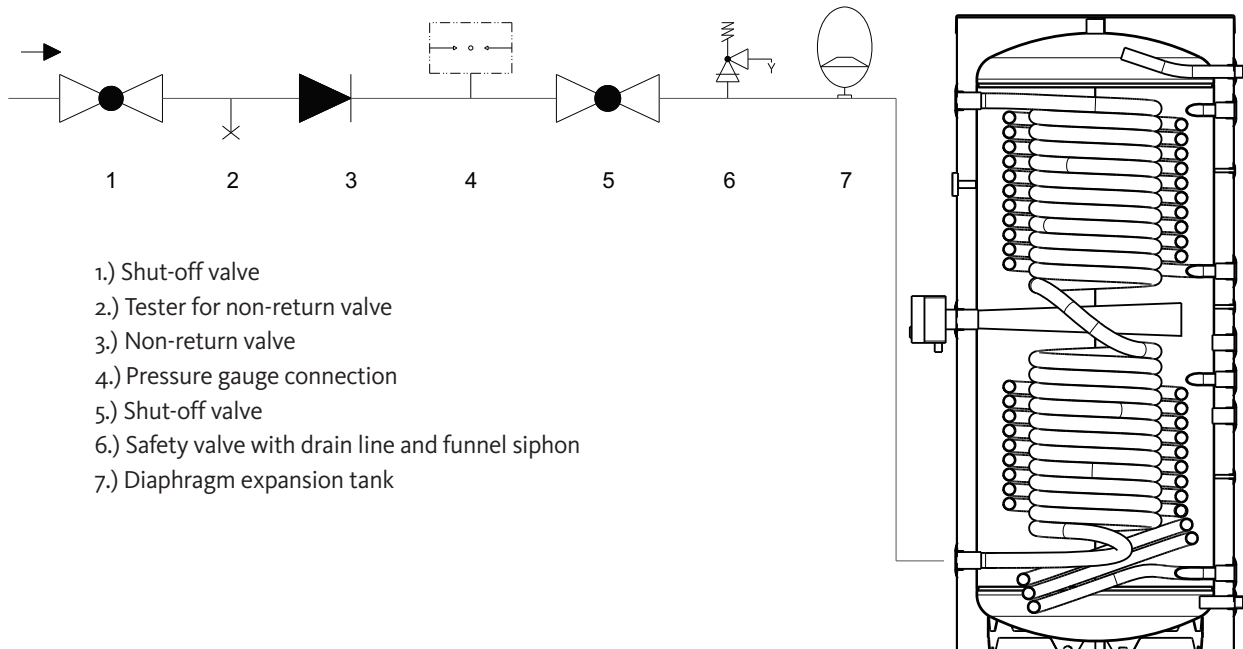 1 2 3 4 5 6 7
1.) Shut-off valve
2.) Tester for non-return valve
3.) Non-return valve
4.) Pressure gauge connection
5.) Shut-off valve
6.) Safety valve with drain line and funnel siphon
7.) Diaphragm expansion tank